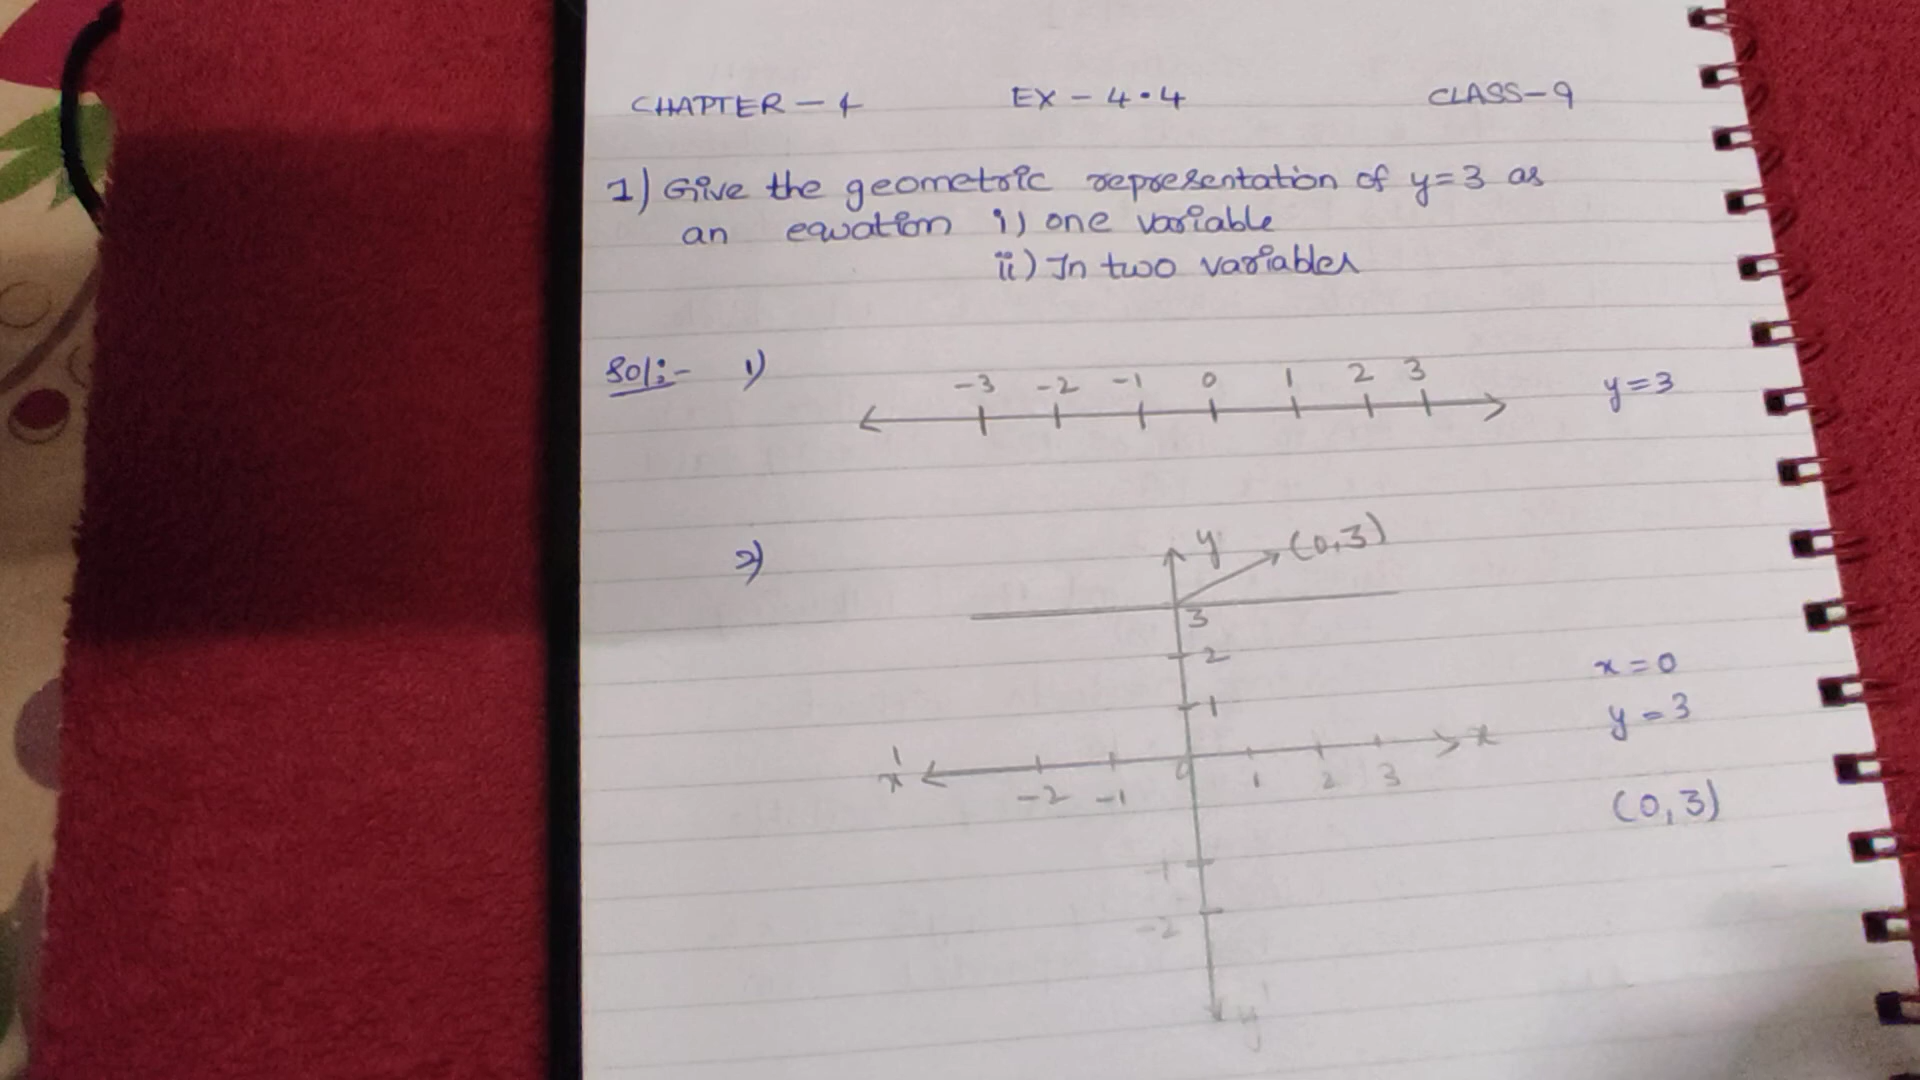 CHAPTER - 4 EX - 4.4 CLASS-9
1) Give the geometric representation of y=3 as
an equation i) one variable
ii) In two variables
Sol:- 1)
-3 -2 -1 0 1 2 3
y=3
2)
y (0,3)
3
2
x=0
1
y=3
x' x
-2 -1 0 1 2 3
(0,3)
-1
-2
y'